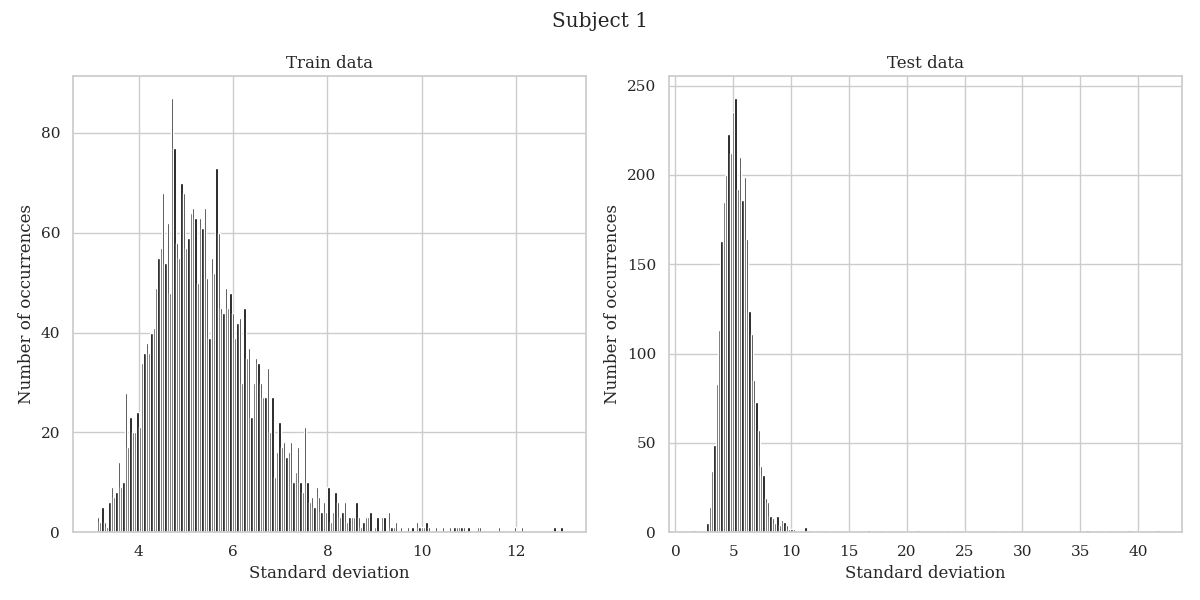 Subject 1
Train data
Number of occurrences
80
60
40
20
0
4 6 8 10 12
Standard deviation
Test data
Number of occurrences
250
200
150
100
50
0
0 5 10 15 20 25 30 35 40
Standard deviation